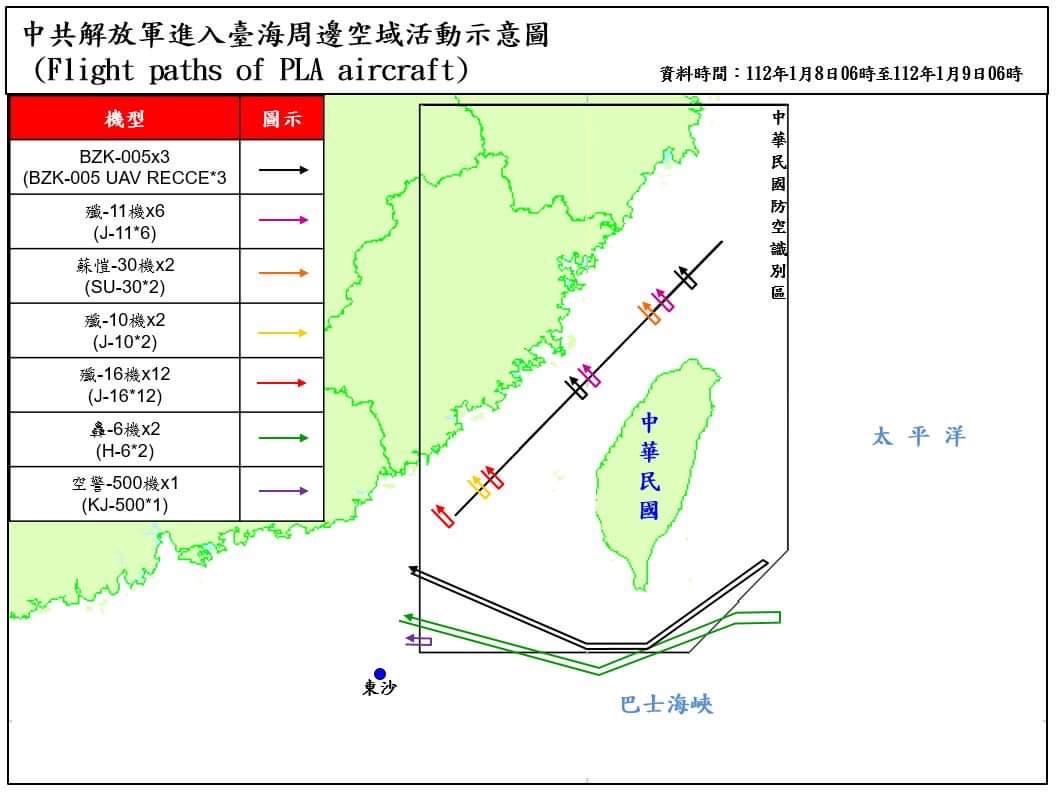 中共解放軍進入臺海周邊空域活動示意圖
(Flight paths of PLA aircraft)
資料時間：112年1月8日06時至112年1月9日06時
機型
圖示
BZK-005x3
(BZK-005 UAV RECCE*3
殲-11機x6
(J-11*6)
蘇愷-30機x2
(SU-30*2)
殲-10機x2
(J-10*2)
殲-16機x12
(J-16*12)
轟-6機x2
(H-6*2)
空警-500機x1
(KJ-500*1)
中華民國防空識別區
中華民國
太平洋
東沙
巴士海峽